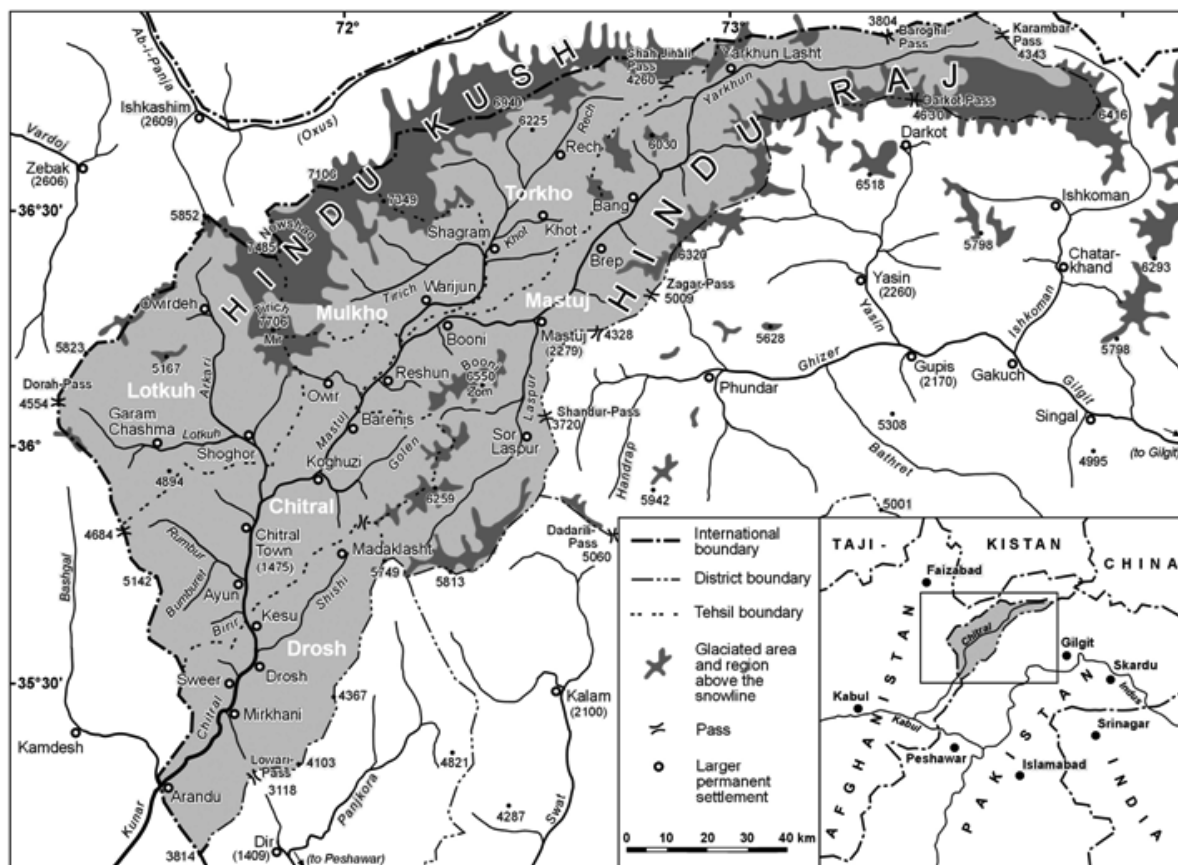 72°
73°
3804
Baroghil-
Pass
Karambar-
Pass
4343
Ab-i-Panja
Shah Jinali
Pass
4260
Yarkhun Lasht
HINDU KUSH
HINDU RAJ
Yarkhun
Ishkashim
(2609)
(Oxus)
6940
6225
Rech
Rech
6030
Darkot-Pass
Darkot
6416
Vardoj
Zebak
(2606)
7106
7349
Torkho
Bang
6518
Ishkoman
36°30'
5852
Nowshaq
7485
Shagram
Khot
Khot
Brep
6320
5798
Chatar-
khand
6293
Owirdeh
Tirich
Warijun
Mastuj
Zagar-Pass
5009
Yasin
(2260)
Yasin
Ishkoman
Tirich
7706
Mir
Mulkho
Booni
Mastuj
(2279)
4328
5628
5823
5167
Arkari
Reshun
Booni
6550
Zom
Laspur
Ghizer
Gupis
(2170)
Gakuch
5798
Dorah-Pass
4554
Lotkuh
Owir
Phundar
Gilgit
Garam
Chashma
Lotkuh
Mastuj
Barenis
Shandur-Pass
3720
5308
Singal
36°
Shoghor
Golen
Sor
Laspur
(to Gilgit)
4894
Koghuzi
Handrap
Bathret
4995
Chitral
6259
5942
5001
4684
Chitral
Town
(1475)
Dadarili-
Pass
5060
Rumbur
Madaklasht
Bashgal
5142
5749
5813
Bumburet
Ayun
Shishi
Birir
Kesu
Drosh
35°30'
Sweer
Drosh
4367
Kalam
(2100)
Chitral
Mirkhani
Kamdesh
Lowari-
Pass
3118
4103
4821
Arandu
Panjkora
Swat
4287
Kunar
Dir
(1409)
(to Peshawar)
3814
International
boundary
District boundary
Tehsil boundary
Glaciated area
and region
above the
snowline
Pass
Larger
permanent
settlement
0 10 20 30 40 km
TAJI-
KISTAN
CHINA
Faizabad
Chitral
Gilgit
Skardu
Indus
Kabul
Kabul
Srinagar
Peshawar
Islamabad
AFGHANISTAN
PAKISTAN
INDIA